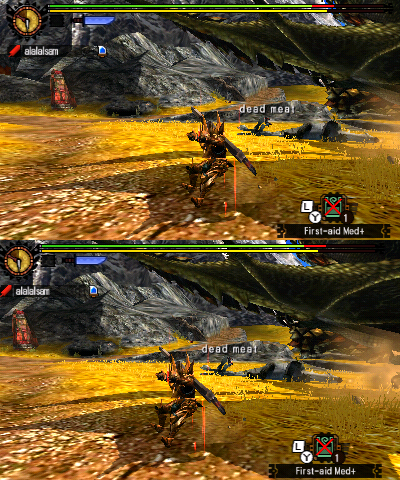 alalalsam
dead meat
L
Y
1
First-aid Med+
alalalsam
dead meat
L
Y
1
First-aid Med+